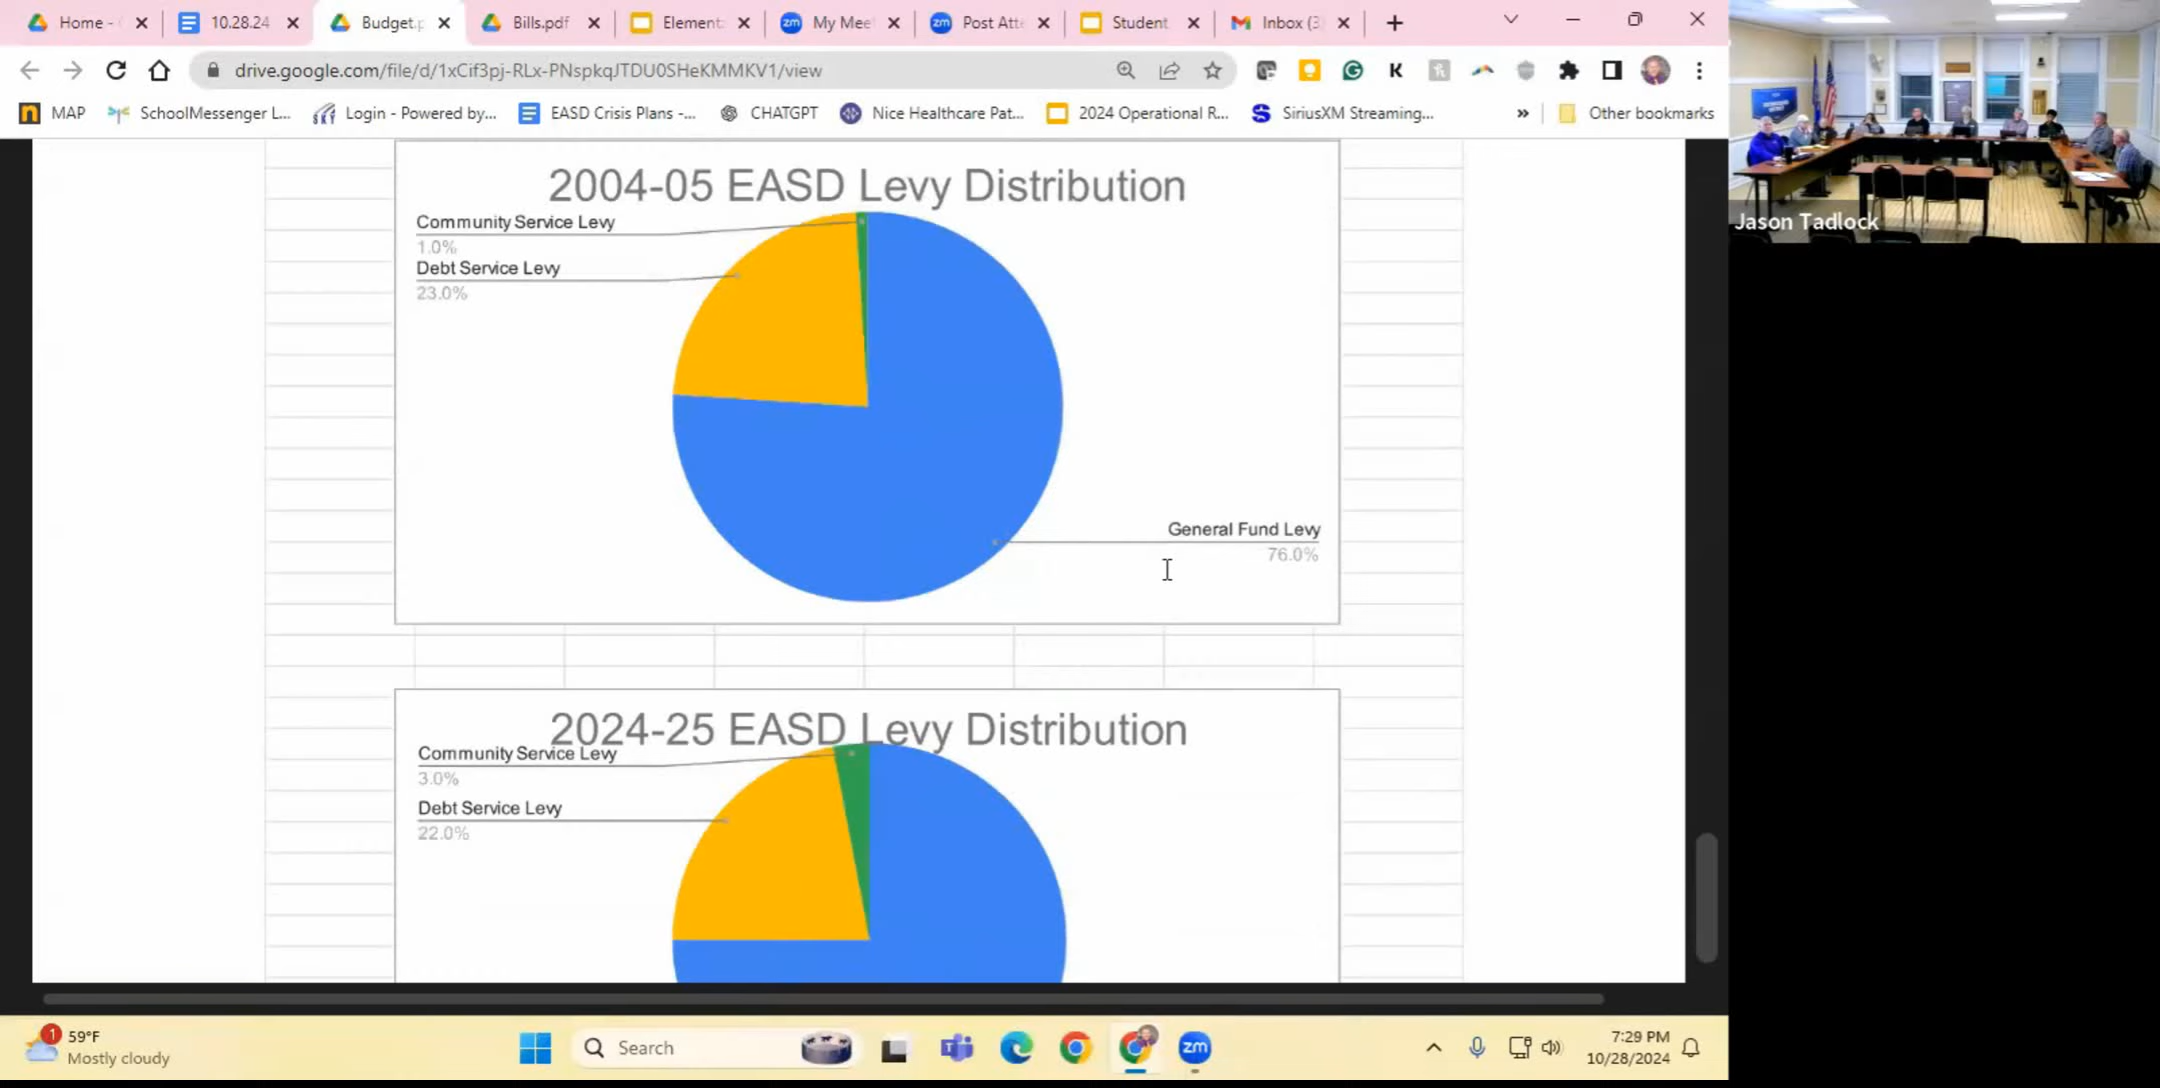 Home -
10.28.24
Budget.p
Bills.pdf
Element
My Mee
Post Atte
Student
Inbox (3
drive.google.com/file/d/1xCif3pj-RLx-PNspkqJTDU0SHeKMMKV1/view
MAP
SchoolMessenger L...
Login - Powered by...
EASD Crisis Plans -...
CHATGPT
Nice Healthcare Pat...
2024 Operational R...
SiriusXM Streaming...
»
Other bookmarks
2004-05 EASD Levy Distribution
Community Service Levy
1.0%
Debt Service Levy
23.0%
General Fund Levy
76.0%
2024-25 EASD Levy Distribution
Community Service Levy
3.0%
Debt Service Levy
22.0%
Jason Tadlock
1
59°F
Mostly cloudy
Search
zm
7:29 PM
10/28/2024